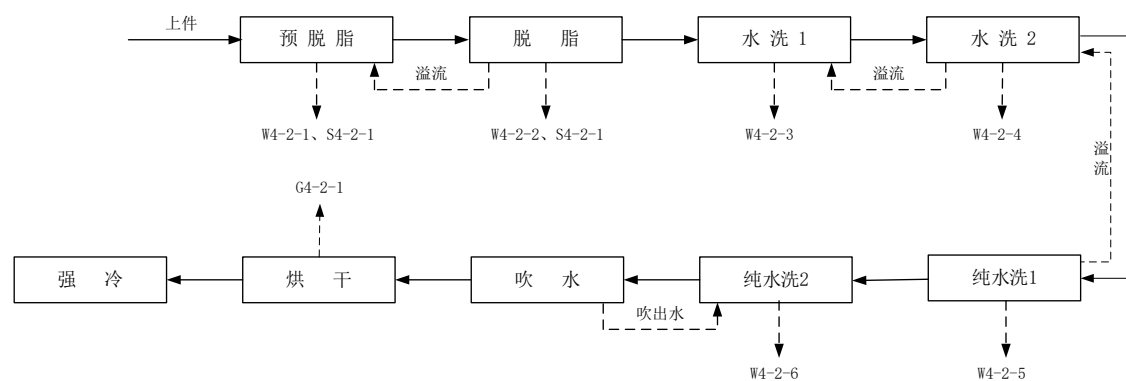 上件
预脱脂
脱 脂
水洗1
水洗2
溢流
溢流
W4-2-1、S4-2-1
W4-2-2、S4-2-1
W4-2-3
W4-2-4
溢流
G4-2-1
强 冷
烘 干
吹 水
纯水洗2
纯水洗1
吹出水
W4-2-6
W4-2-5